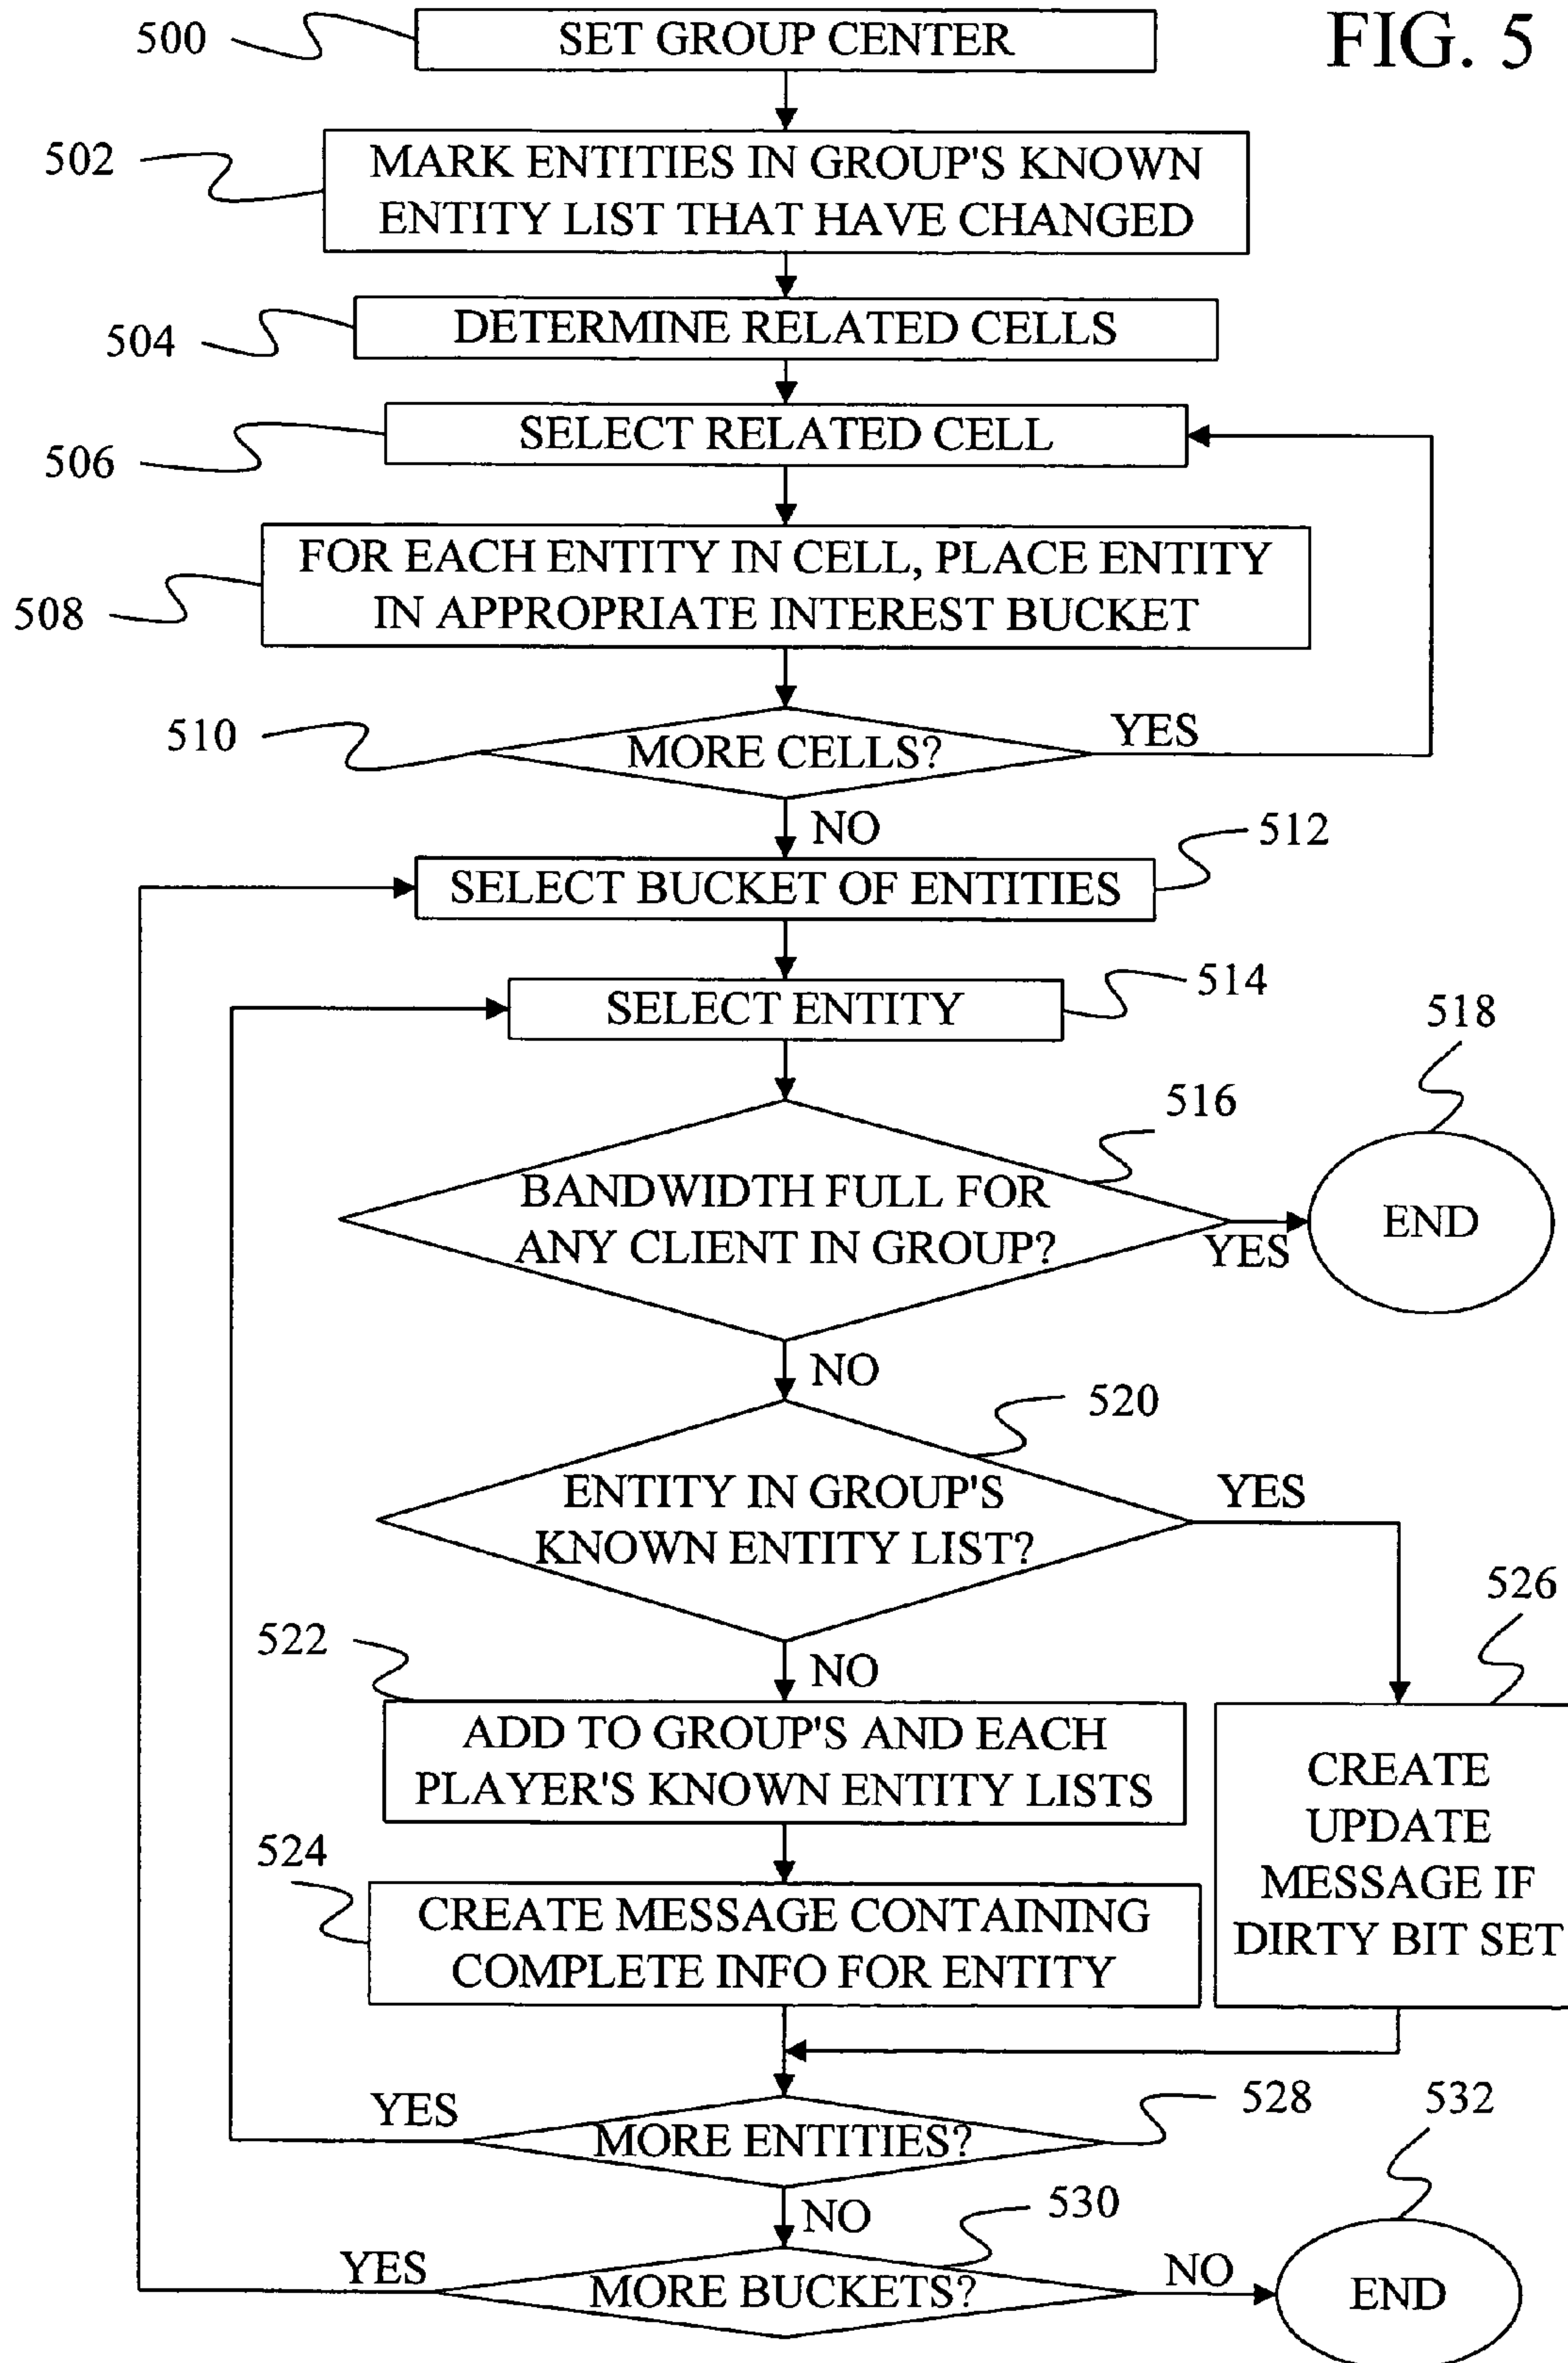 FIG. 5
500
SET GROUP CENTER
502
MARK ENTITIES IN GROUP'S KNOWN
ENTITY LIST THAT HAVE CHANGED
504
DETERMINE RELATED CELLS
506
SELECT RELATED CELL
508
FOR EACH ENTITY IN CELL, PLACE ENTITY
IN APPROPRIATE INTEREST BUCKET
510
MORE CELLS?
YES
NO
512
SELECT BUCKET OF ENTITIES
514
SELECT ENTITY
516
BANDWIDTH FULL FOR
ANY CLIENT IN GROUP?
YES
518
END
NO
520
ENTITY IN GROUP'S
KNOWN ENTITY LIST?
YES
NO
522
ADD TO GROUP'S AND EACH
PLAYER'S KNOWN ENTITY LISTS
524
CREATE MESSAGE CONTAINING
COMPLETE INFO FOR ENTITY
526
CREATE
UPDATE
MESSAGE IF
DIRTY BIT SET
528
MORE ENTITIES?
YES
NO
530
MORE BUCKETS?
YES
NO
532
END